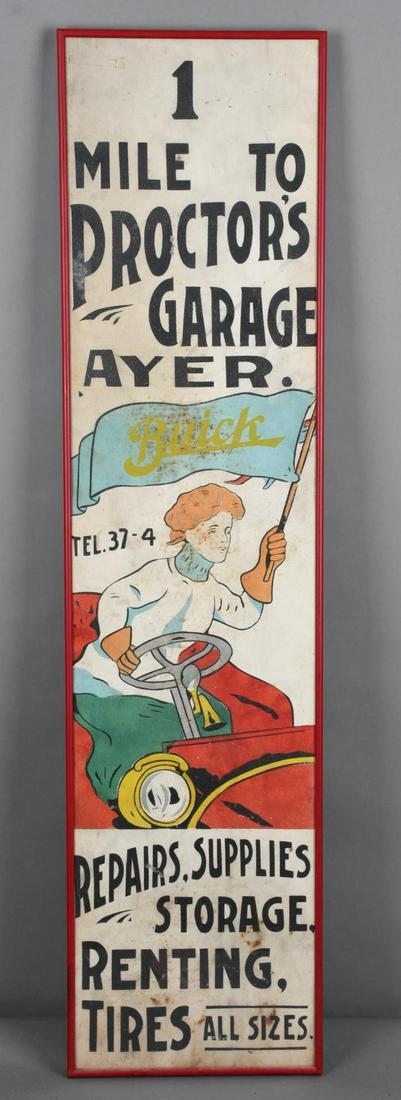 1
MILE TO
PROCTOR'S
GARAGE
AYER.
Buick
TEL. 37-4
REPAIRS, SUPPLIES
STORAGE,
RENTING,
TIRES ALL SIZES.